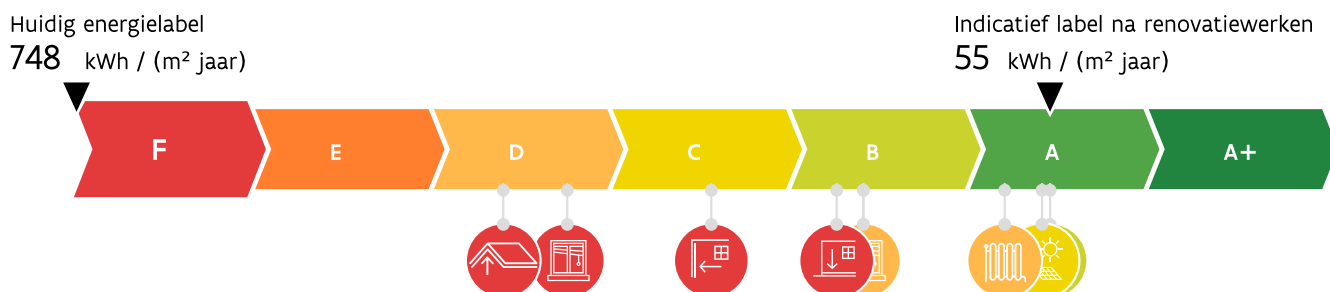 Huidig energielabel
748 kWh / (m² jaar)
Indicatief label na renovatiewerken
55 kWh / (m² jaar)
F E D C B A A+